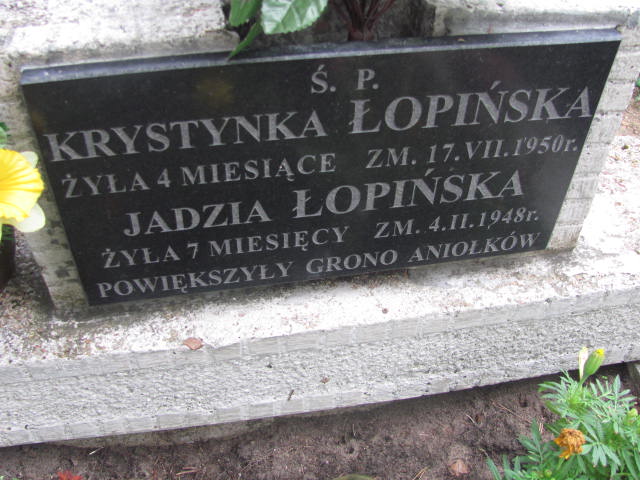 Ś. P.
KRYSTYNKA ŁOPIŃSKA
ŻYŁA 4 MIESIĄCE ZM. 17.VII.1950r.
JADZIA ŁOPIŃSKA
ŻYŁA 7 MIESIĘCY ZM. 4.II.1948r.
POWIĘKSZYŁY GRONO ANIOŁKÓW